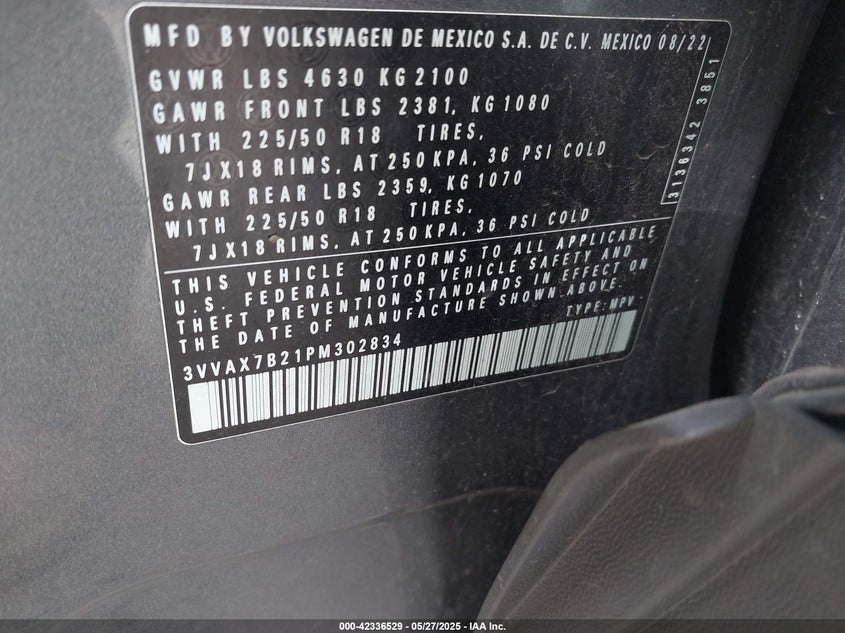 MFD BY VOLKSWAGEN DE MEXICO S.A. DE C.V. MEXICO 08/22
GVWR LBS 4630 KG 2100
GAWR FRONT LBS 2381, KG 1080
WITH 225/50 R18 TIRES,
7JX18 RIMS, AT 250 KPA, 36 PSI COLD
GAWR REAR LBS 2359, KG 1070
WITH 225/50 R18 TIRES,
7JX18 RIMS, AT 250 KPA, 36 PSI COLD
3136342 3851
THIS VEHICLE CONFORMS TO ALL APPLICABLE
U.S. FEDERAL MOTOR VEHICLE SAFETY AND
THEFT PREVENTION STANDARDS IN EFFECT ON
THE DATE OF MANUFACTURE SHOWN ABOVE.
TYPE: MPV
3VVAX7B21PM302834
000-42336529 — 05/27/2025 — IAA Inc.